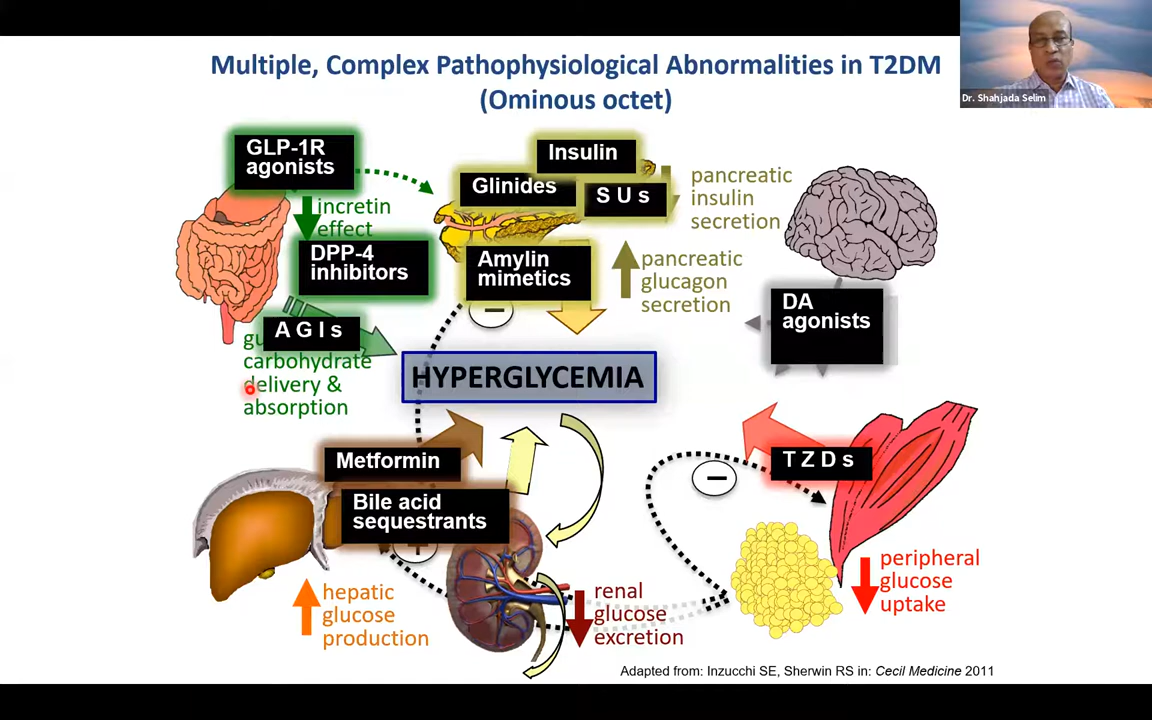 Multiple, Complex Pathophysiological Abnormalities in T2DM
(Ominous octet)
Dr. Shahjada Selim
GLP-1R
agonists
incretin
effect
DPP-4
inhibitors
Insulin
Glinides
S U s
pancreatic
insulin
secretion
Amylin
mimetics
pancreatic
glucagon
secretion
DA
agonists
A G I s
carbohydrate
delivery &
absorption
HYPERGLYCEMIA
Metformin
Bile acid
sequestrants
T Z D s
hepatic
glucose
production
renal
glucose
excretion
peripheral
glucose
uptake
Adapted from: Inzucchi SE, Sherwin RS in: Cecil Medicine 2011